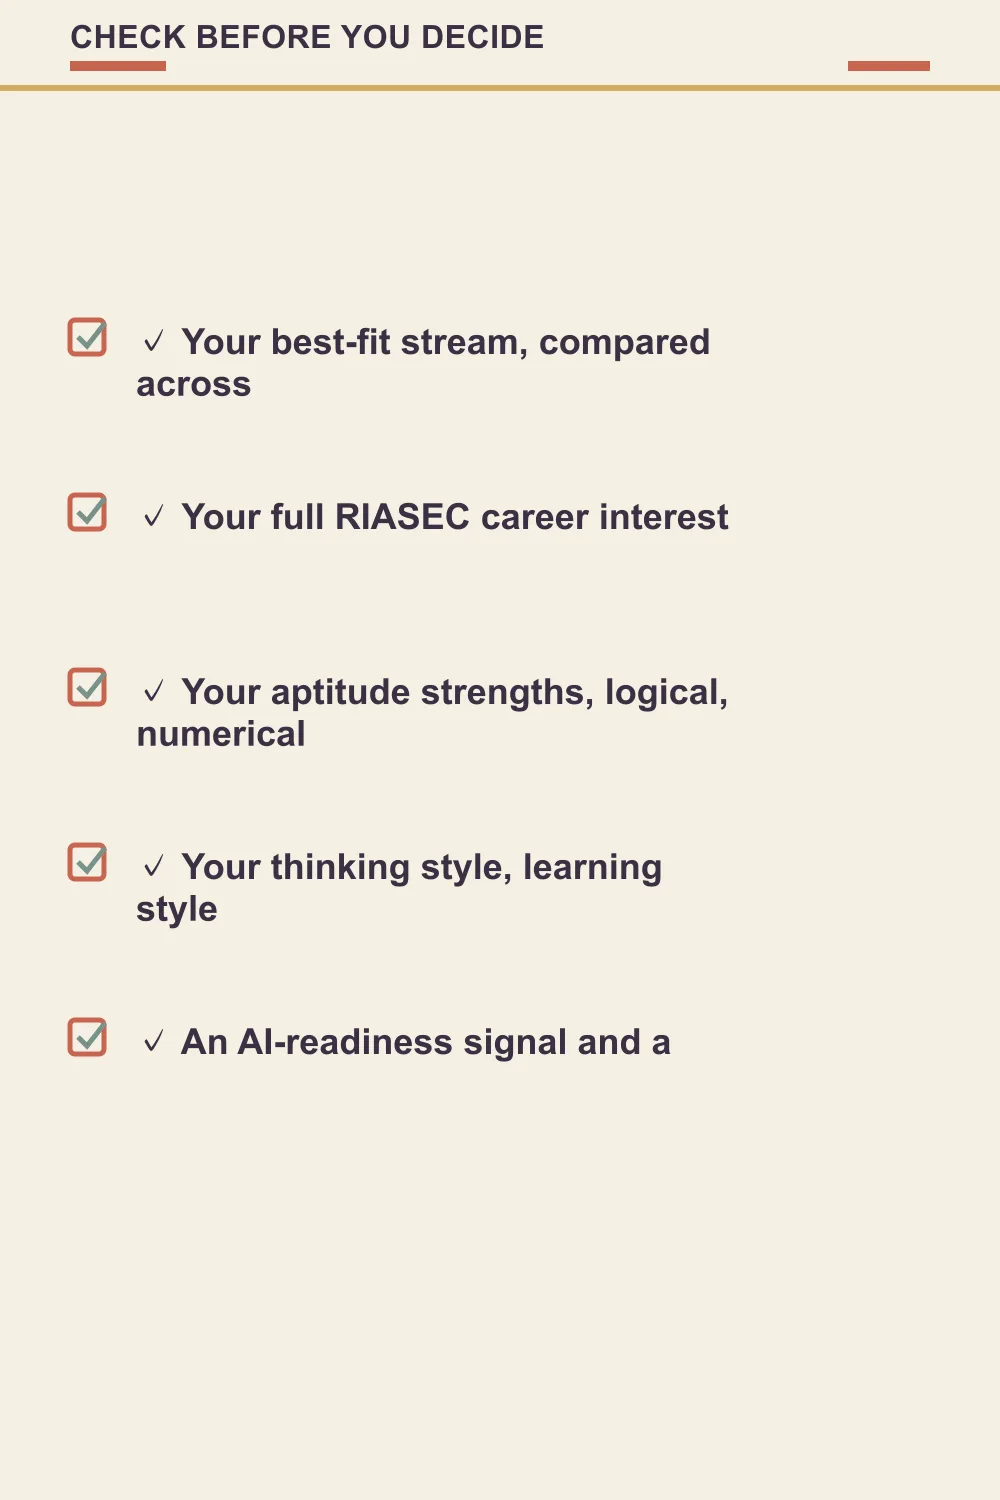 CHECK BEFORE YOU DECIDE
✓ Your best-fit stream, compared
across
✓ Your full RIASEC career interest
✓ Your aptitude strengths, logical,
numerical
✓ Your thinking style, learning
style
✓ An AI-readiness signal and a